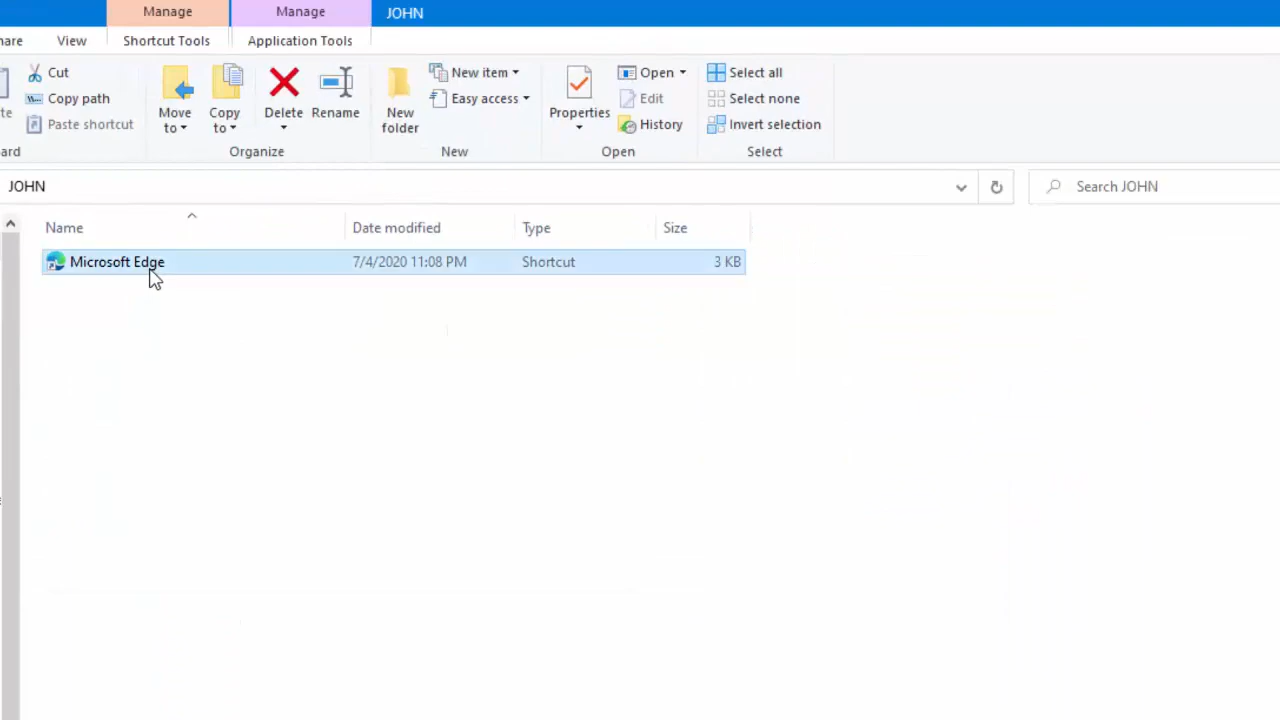 Manage Manage JOHN
View Shortcut Tools Application Tools
Cut
Copy path
Paste shortcut
Move to
Copy to
Delete
Rename
Organize
New folder
New item
Easy access
New
Properties
Open
Edit
History
Open
Select all
Select none
Invert selection
Select
JOHN
Search JOHN
Name Date modified Type Size
Microsoft Edge 7/4/2020 11:08 PM Shortcut 3 KB